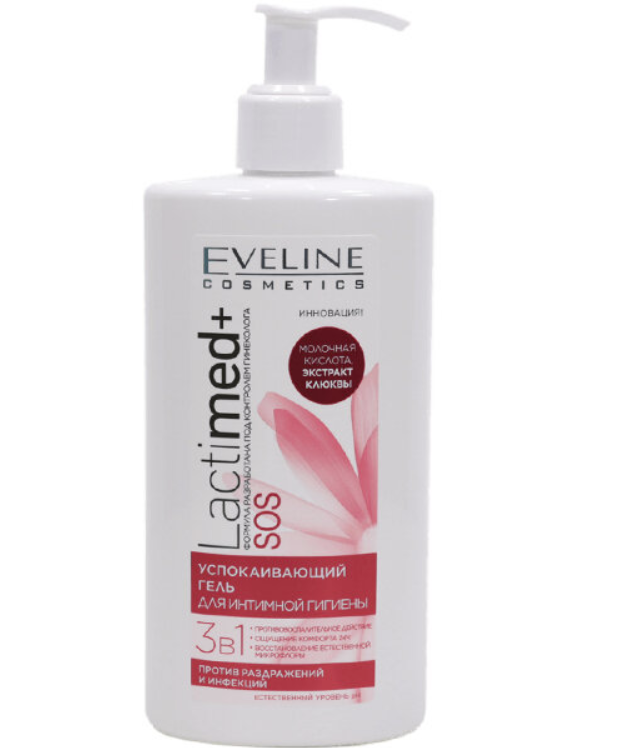 EVELINE
COSMETICS
ИННОВАЦИЯ!
МОЛОЧНАЯ
КИСЛОТА,
ЭКСТРАКТ
КЛЮКВЫ
Lactimed+
ФОРМУЛА РАЗРАБОТАНА ПОД КОНТРОЛЕМ ГИНЕКОЛОГА
SOS
УСПОКАИВАЮЩИЙ
ГЕЛЬ
ДЛЯ ИНТИМНОЙ ГИГИЕНЫ
3в1
• ПРОТИВОВОСПАЛИТЕЛЬНОЕ ДЕЙСТВИЕ
• ОЩУЩЕНИЕ КОМФОРТА 24Ч
• ВОССТАНОВЛЕНИЕ ЕСТЕСТВЕННОЙ
МИКРОФЛОРЫ
ПРОТИВ РАЗДРАЖЕНИЙ
И ИНФЕКЦИЙ
ЕСТЕСТВЕННЫЙ УРОВЕНЬ pH